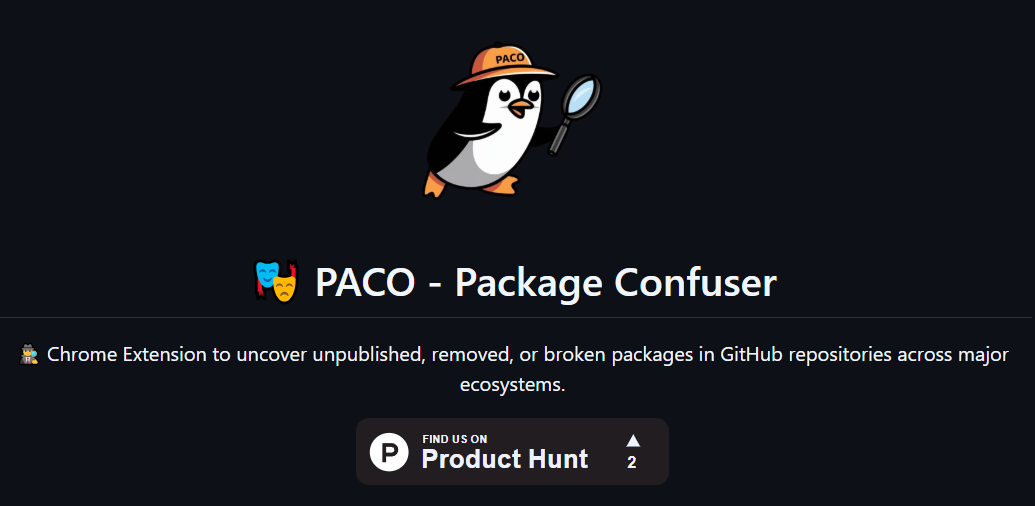 PACO
🎭 PACO - Package Confuser
🕵️ Chrome Extension to uncover unpublished, removed, or broken packages in GitHub repositories across major
ecosystems.
P
FIND US ON
Product Hunt
▲
2